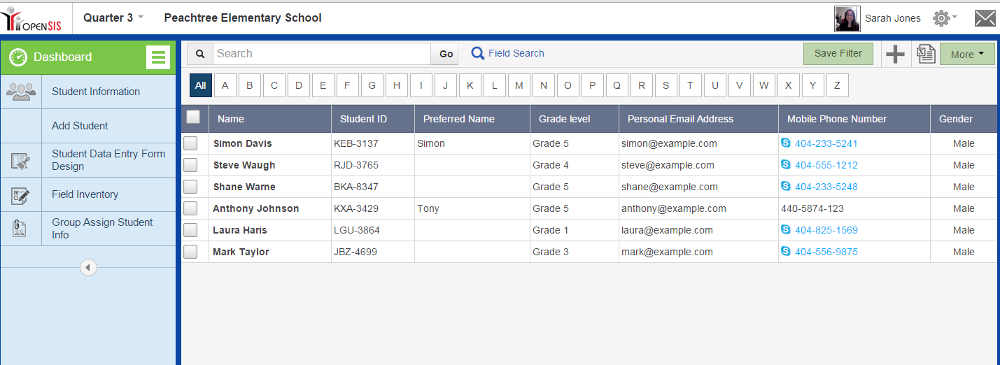 OPENSIS Quarter 3 Peachtree Elementary School Sarah Jones
Dashboard
Student Information
Add Student
Student Data Entry Form
Design
Field Inventory
Group Assign Student
Info
Search Go Field Search Save Filter More
All A B C D E F G H I J K L M N O P Q R S T U V W X Y Z
Name Student ID Preferred Name Grade level Personal Email Address Mobile Phone Number Gender
Simon Davis KEB-3137 Simon Grade 5 simon@example.com 404-233-5241 Male
Steve Waugh RJD-3765 Grade 4 steve@example.com 404-555-1212 Male
Shane Warne BKA-8347 Grade 5 shane@example.com 404-233-5248 Male
Anthony Johnson KXA-3429 Tony Grade 5 anthony@example.com 440-5874-123 Male
Laura Haris LGU-3864 Grade 1 laura@example.com 404-825-1569 Male
Mark Taylor JBZ-4699 Grade 3 mark@example.com 404-556-9875 Male